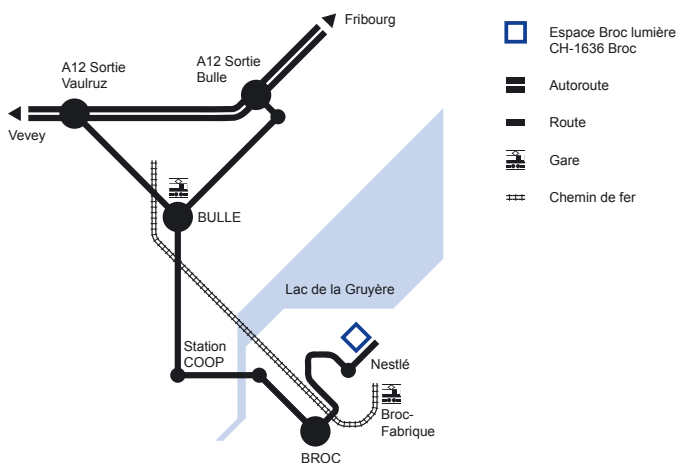 Fribourg
A12 Sortie
Bulle
A12 Sortie
Vaulruz
Vevey
BULLE
Lac de la Gruyère
Station
COOP
Nestlé
Broc-
Fabrique
BROC
Espace Broc lumière
CH-1636 Broc
Autoroute
Route
Gare
Chemin de fer